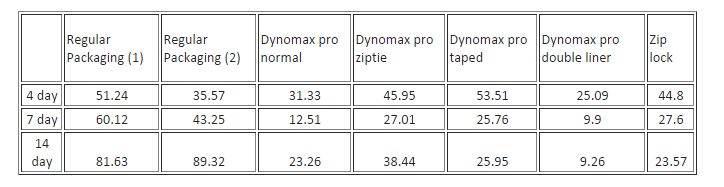 Regular Packaging (1) Regular Packaging (2) Dynomax pro normal Dynomax pro ziptie Dynomax pro taped Dynomax pro double liner Zip lock
4 day 51.24 35.57 31.33 45.95 53.51 25.09 44.8
7 day 60.12 43.25 12.51 27.01 25.76 9.9 27.6
14 day 81.63 89.32 23.26 38.44 25.95 9.26 23.57